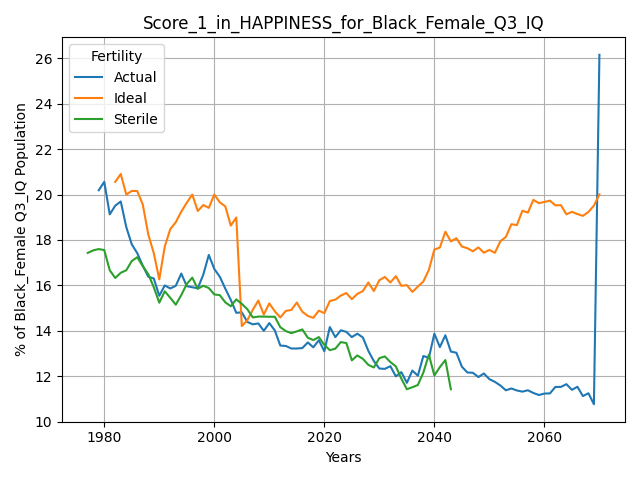 Score_1_in_HAPPINESS_for_Black_Female_Q3_IQ
% of Black_Female Q3_IQ Population
26
24
22
20
18
16
14
12
10
Fertility
Actual
Ideal
Sterile
1980
2000
2020
2040
2060
Years